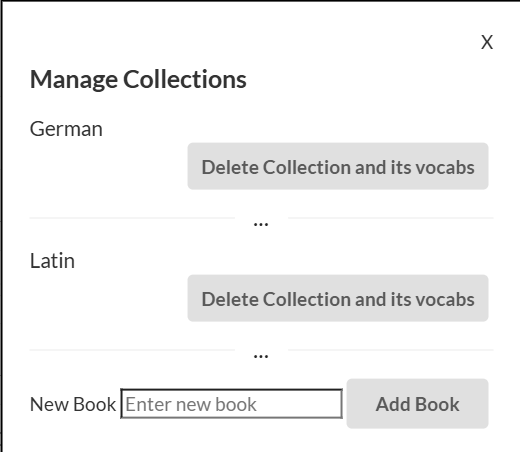 X
Manage Collections
German
Delete Collection and its vocabs
...
Latin
Delete Collection and its vocabs
...
New Book Enter new book Add Book